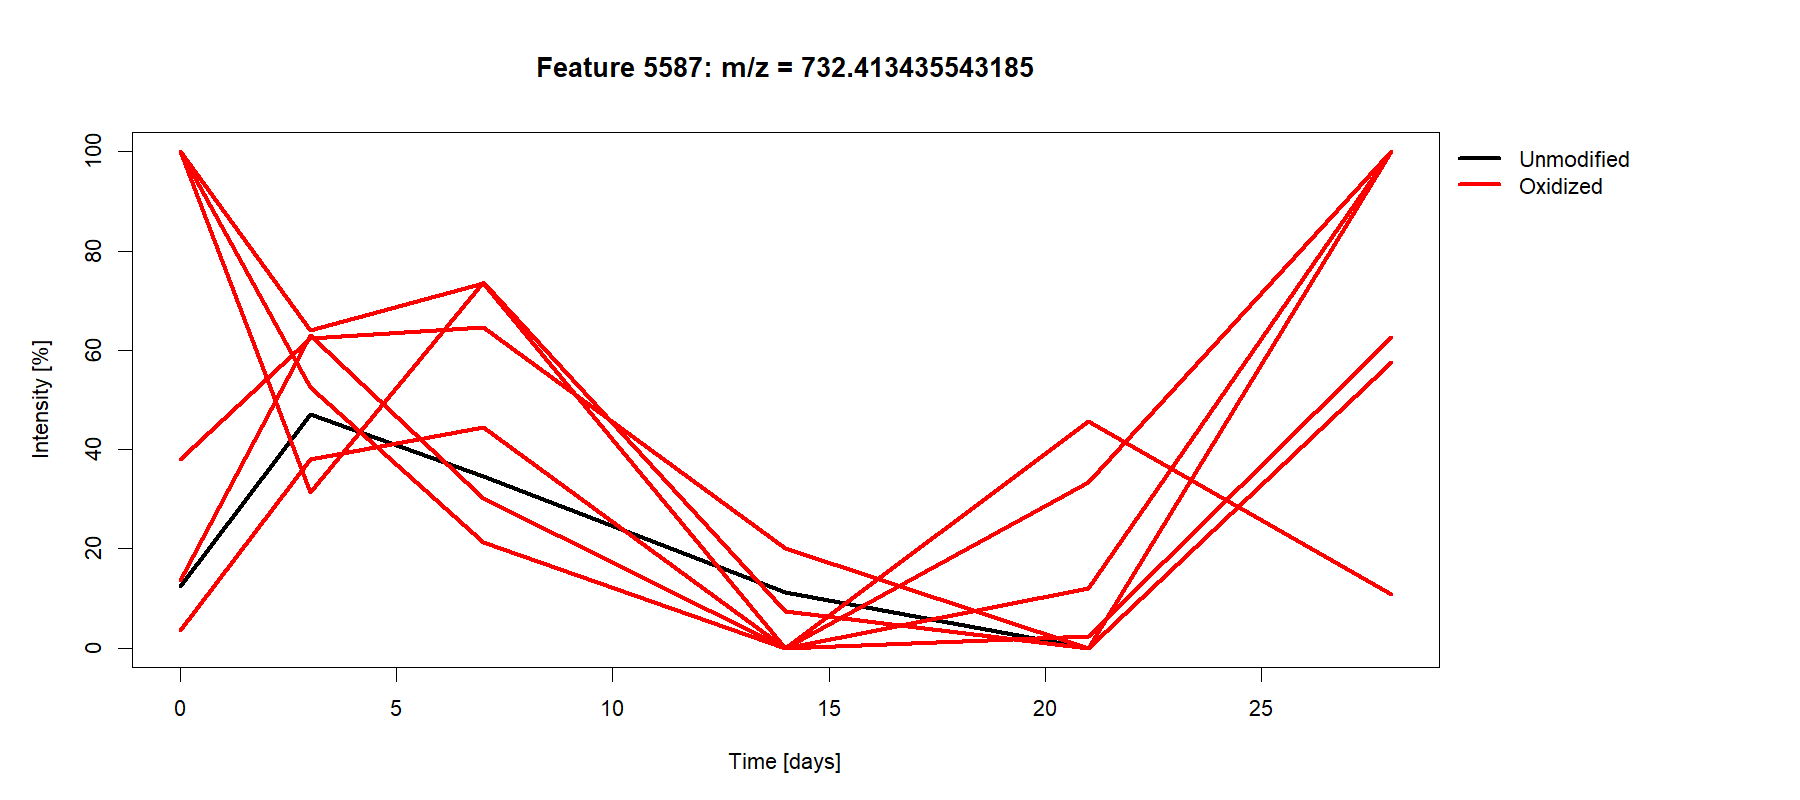 Feature 5587: m/z = 732.413435543185
Unmodified
Oxidized
Intensity [%]
100
80
60
40
20
0
0 5 10 15 20 25
Time [days]